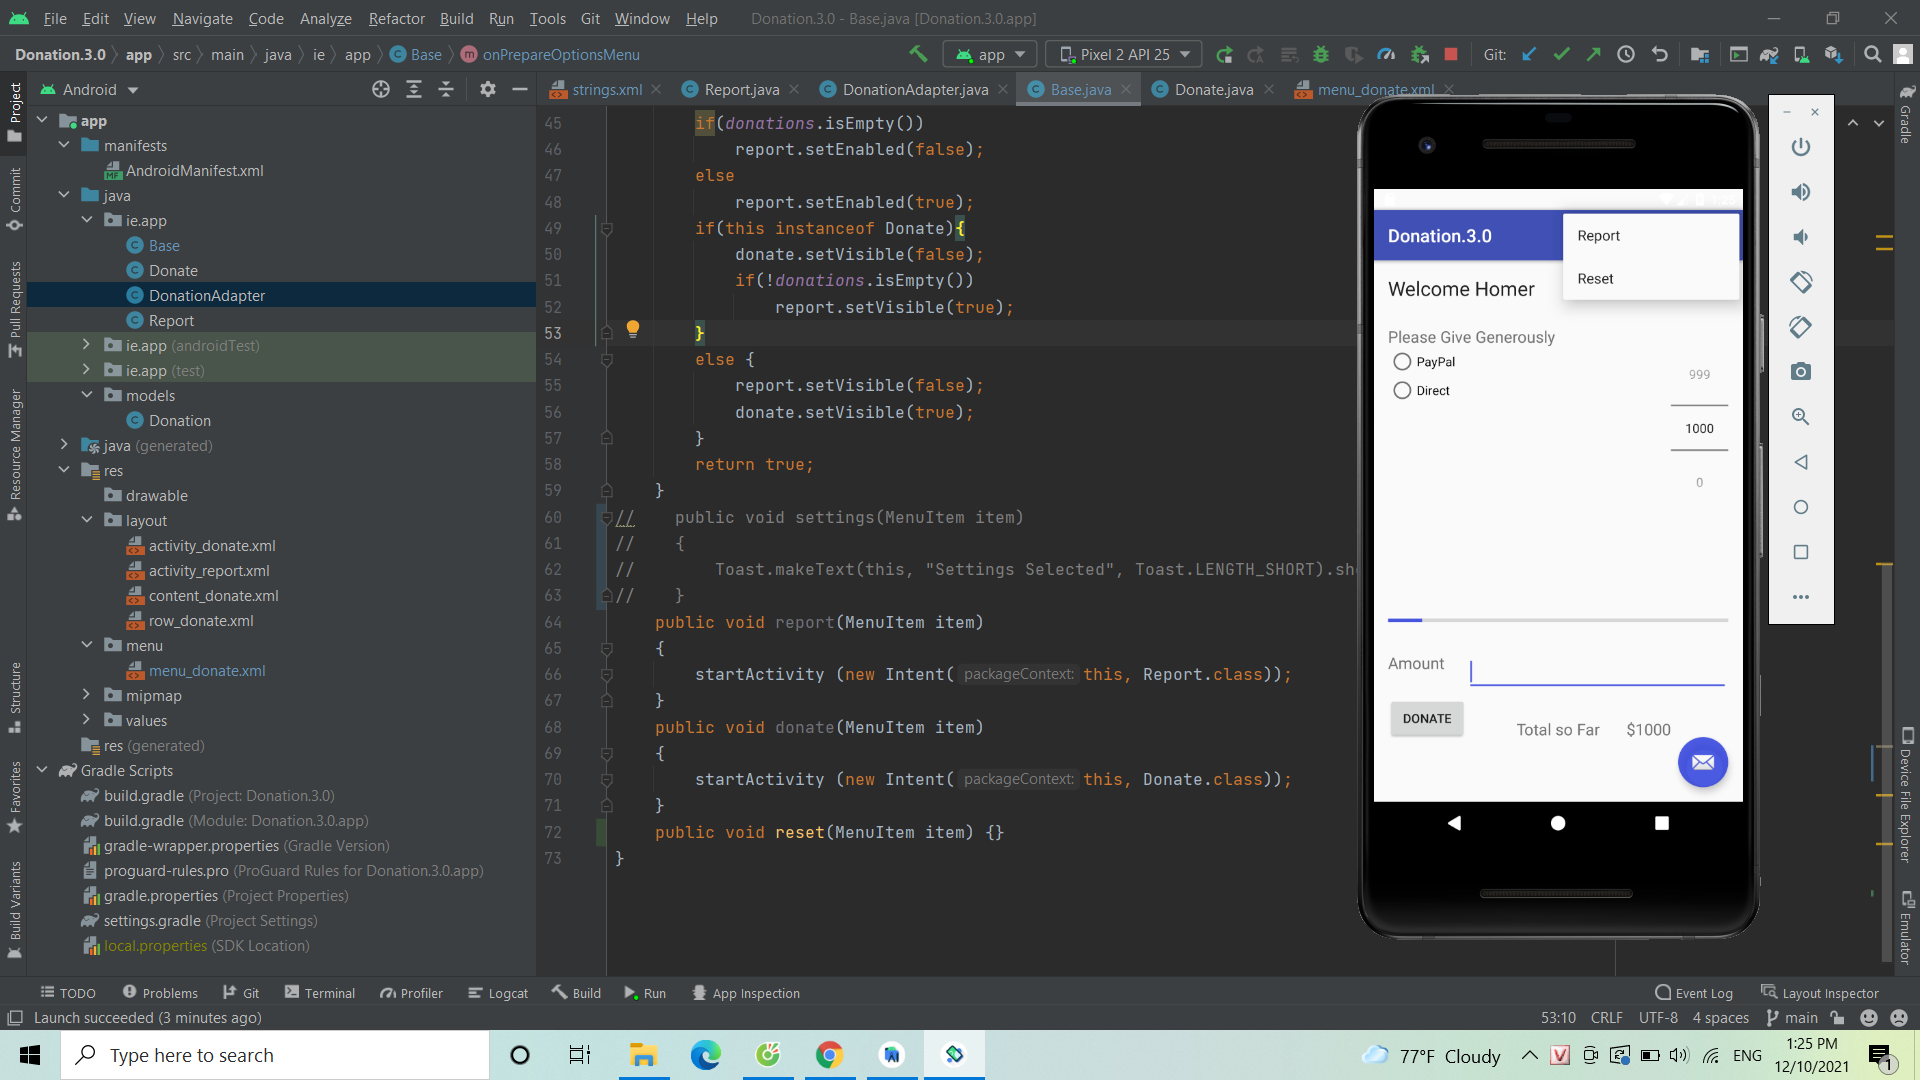 File Edit View Navigate Code Analyze Refactor Build Run Tools Git Window Help Donation.3.0 - Base.java [Donation.3.0.app]
Donation.3.0 app src main java ie app Base onPrepareOptionsMenu app Pixel 2 API 25 Git:
Android strings.xml Report.java DonationAdapter.java Base.java Donate.java menu_donate.xml
Project
Commit
Pull Requests
Resource Manager
Structure
Favorites
Build Variants
app
manifests
AndroidManifest.xml
java
ie.app
Base
Donate
DonationAdapter
Report
ie.app (androidTest)
ie.app (test)
models
Donation
java (generated)
res
drawable
layout
activity_donate.xml
activity_report.xml
content_donate.xml
row_donate.xml
menu
menu_donate.xml
mipmap
values
res (generated)
Gradle Scripts
build.gradle (Project: Donation.3.0)
build.gradle (Module: Donation.3.0.app)
gradle-wrapper.properties (Gradle Version)
proguard-rules.pro (ProGuard Rules for Donation.3.0.app)
gradle.properties (Project Properties)
settings.gradle (Project Settings)
local.properties (SDK Location)
45 if(donations.isEmpty())
46 report.setEnabled(false);
47 else
48 report.setEnabled(true);
49 if(this instanceof Donate){
50 donate.setVisible(false);
51 if(!donations.isEmpty())
52 report.setVisible(true);
53 }
54 else {
55 report.setVisible(false);
56 donate.setVisible(true);
57 }
58 return true;
59 }
60 // public void settings(MenuItem item)
61 // {
62 // Toast.makeText(this, "Settings Selected", Toast.LENGTH_SHORT).sh
63 // }
64 public void report(MenuItem item)
65 {
66 startActivity (new Intent( packageContext: this, Report.class));
67 }
68 public void donate(MenuItem item)
69 {
70 startActivity (new Intent( packageContext: this, Donate.class));
71 }
72 public void reset(MenuItem item) {}
73 }
Donation.3.0
Report
Reset
Welcome Homer
Please Give Generously
PayPal
Direct
999
1000
0
Amount
DONATE Total so Far $1000
Gradle
Device File Explorer
Emulator
TODO Problems Git Terminal Profiler Logcat Build Run App Inspection Event Log Layout Inspector
Launch succeeded (3 minutes ago) 53:10 CRLF UTF-8 4 spaces main
Type here to search 77°F Cloudy ENG 1:25 PM
12/10/2021 1